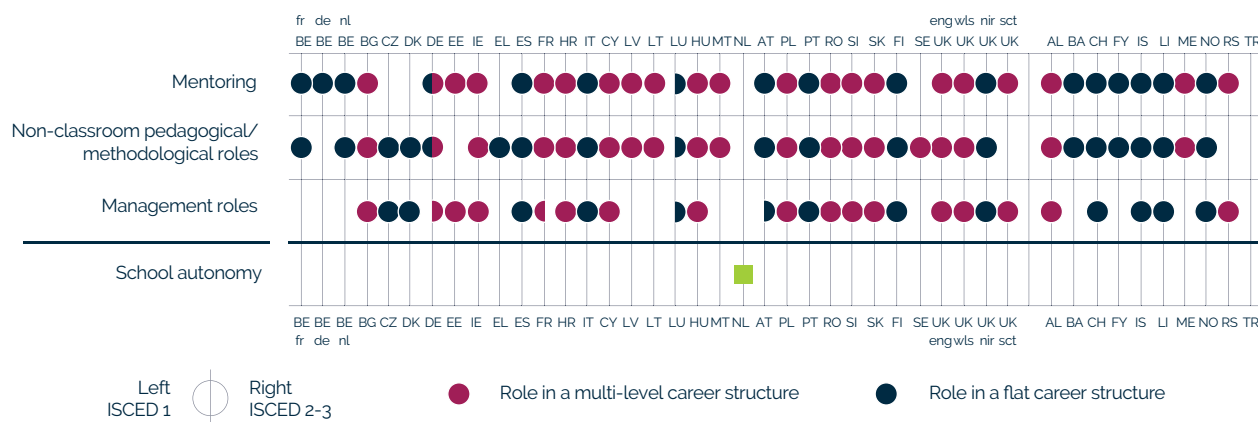 fr de nl eng wls nir sct
BE BE BE BG CZ DK DE EE IE EL ES FR HR IT CY LV LT LU HU MT NL AT PL PT RO SI SK FI SE UK UK UK UK AL BA CH FY IS LI ME NO RS TR
Mentoring
Non-classroom pedagogical/
methodological roles
Management roles
School autonomy
BE BE BE BG CZ DK DE EE IE EL ES FR HR IT CY LV LT LU HU MT NL AT PL PT RO SI SK FI SE UK UK UK UK AL BA CH FY IS LI ME NO RS TR
fr de nl eng wls nir sct
Left
ISCED 1
Right
ISCED 2-3
Role in a multi-level career structure
Role in a flat career structure